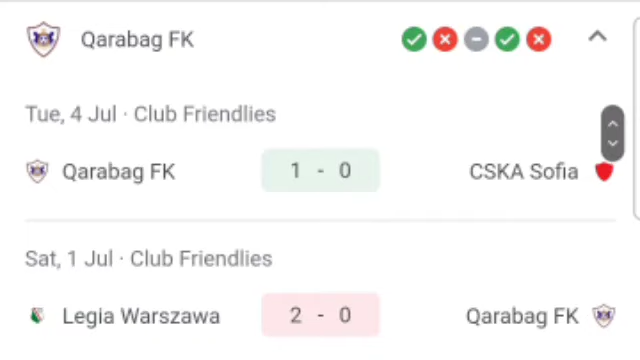 Qarabag FK
Tue, 4 Jul · Club Friendlies
Qarabag FK 1 - 0 CSKA Sofia
Sat, 1 Jul · Club Friendlies
Legia Warszawa 2 - 0 Qarabag FK